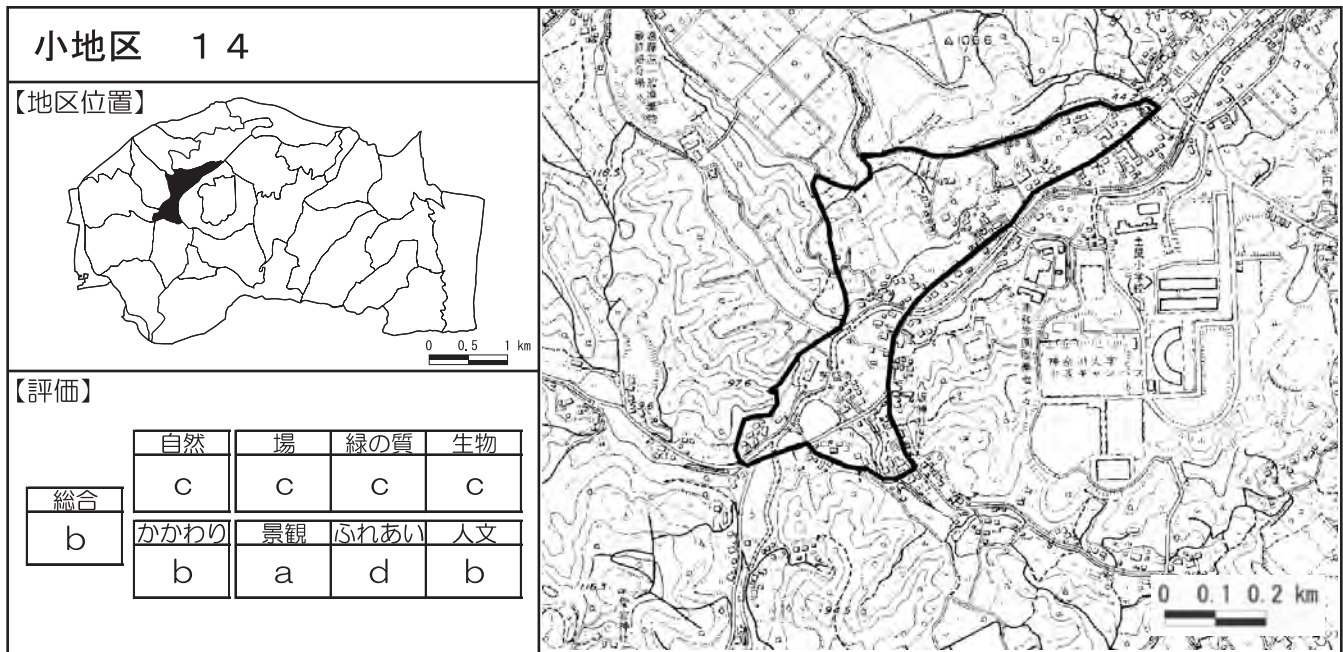 小地区 14
【地区位置】
0 0.5 1 km
【評価】
自然 場 緑の質 生物
c c c c
総合
b
かかわり 景観 ふれあい 人文
b a d b
0 0.1 0.2 km
神奈川大学